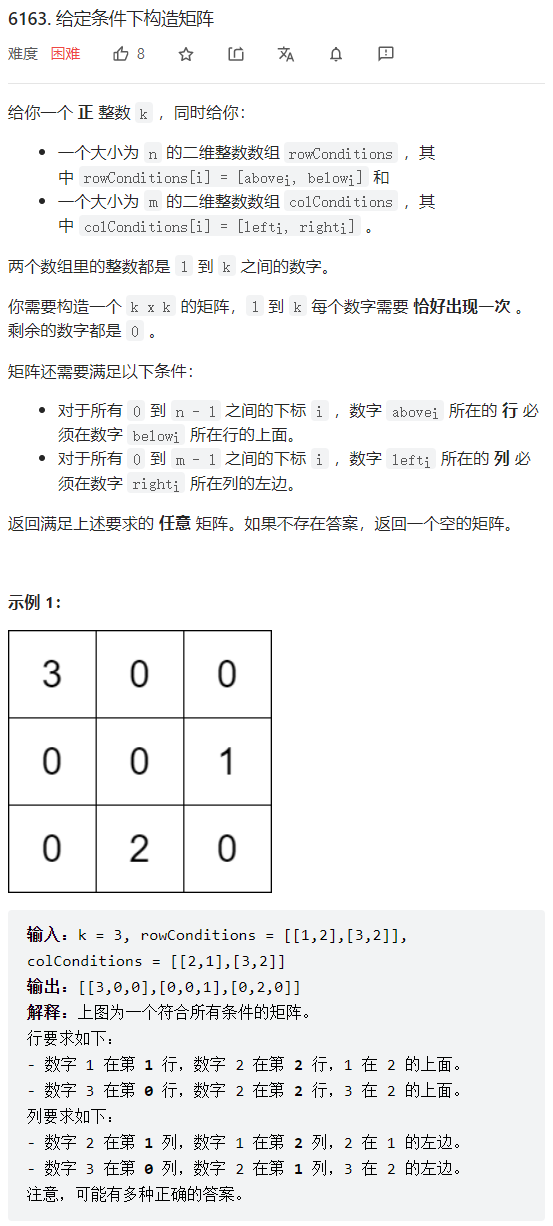 6163. 给定条件下构造矩阵
难度 困难 8
给你一个 正 整数 k ，同时给你：
• 一个大小为 n 的二维整数数组 rowConditions ，其
中 rowConditions[i] = [aboveᵢ, belowᵢ] 和
• 一个大小为 m 的二维整数数组 colConditions ，其
中 colConditions[i] = [leftᵢ, rightᵢ] 。
两个数组里的整数都是 1 到 k 之间的数字。
你需要构造一个 k x k 的矩阵，1 到 k 每个数字需要 恰好出现一次 。
剩余的数字都是 0 。
矩阵还需要满足以下条件：
• 对于所有 0 到 n - 1 之间的下标 i ，数字 aboveᵢ 所在的 行 必
须在数字 belowᵢ 所在行的上面。
• 对于所有 0 到 m - 1 之间的下标 i ，数字 leftᵢ 所在的 列 必
须在数字 rightᵢ 所在列的左边。
返回满足上述要求的 任意 矩阵。如果不存在答案，返回一个空的矩阵。
示例 1：
3 0 0
0 0 1
0 2 0
输入：k = 3, rowConditions = [[1,2],[3,2]],
colConditions = [[2,1],[3,2]]
输出：[[3,0,0],[0,0,1],[0,2,0]]
解释：上图为一个符合所有条件的矩阵。
行要求如下：
- 数字 1 在第 1 行，数字 2 在第 2 行，1 在 2 的上面。
- 数字 3 在第 0 行，数字 2 在第 2 行，3 在 2 的上面。
列要求如下：
- 数字 2 在第 1 列，数字 1 在第 2 列，2 在 1 的左边。
- 数字 3 在第 0 列，数字 2 在第 1 列，3 在 2 的左边。
注意，可能有多种正确的答案。